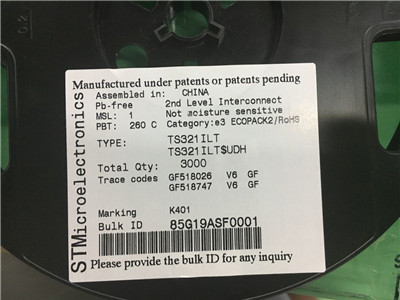 STMicroelectronics
Manufactured under patents or patents pending
Assembled in: CHINA
Pb-free 2nd Level Interconnect
MSL: 1 Not moisture sensitive
PBT: 260 C Category:e3 ECOPACK2/RoHS
TYPE: TS321ILT
TS321ILT$UDH
Total Qty: 3000
Trace codes GF518026 V6 GF
GF518747 V6 GF
Marking K401
Bulk ID 85G19ASF0001
Please provide the bulk ID for any inquiry
0.2